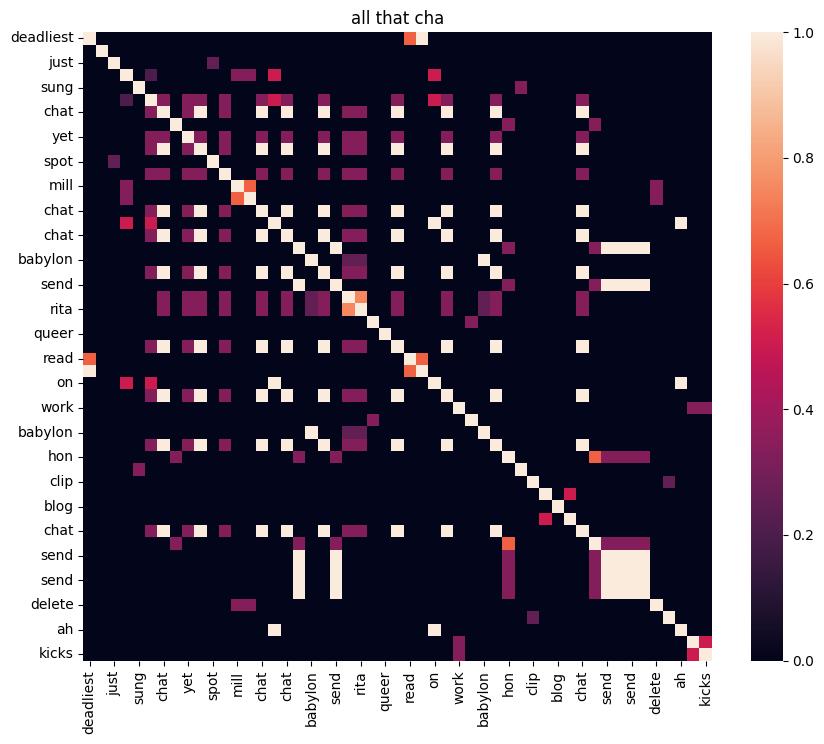 all that cha
deadliest
just
sung
chat
yet
spot
mill
chat
chat
babylon
send
rita
queer
read
on
work
babylon
hon
clip
blog
chat
send
send
delete
ah
kicks
1.0
0.8
0.6
0.4
0.2
0.0
deadliest
just
sung
chat
yet
spot
mill
chat
chat
babylon
send
rita
queer
read
on
work
babylon
hon
clip
blog
chat
send
send
delete
ah
kicks